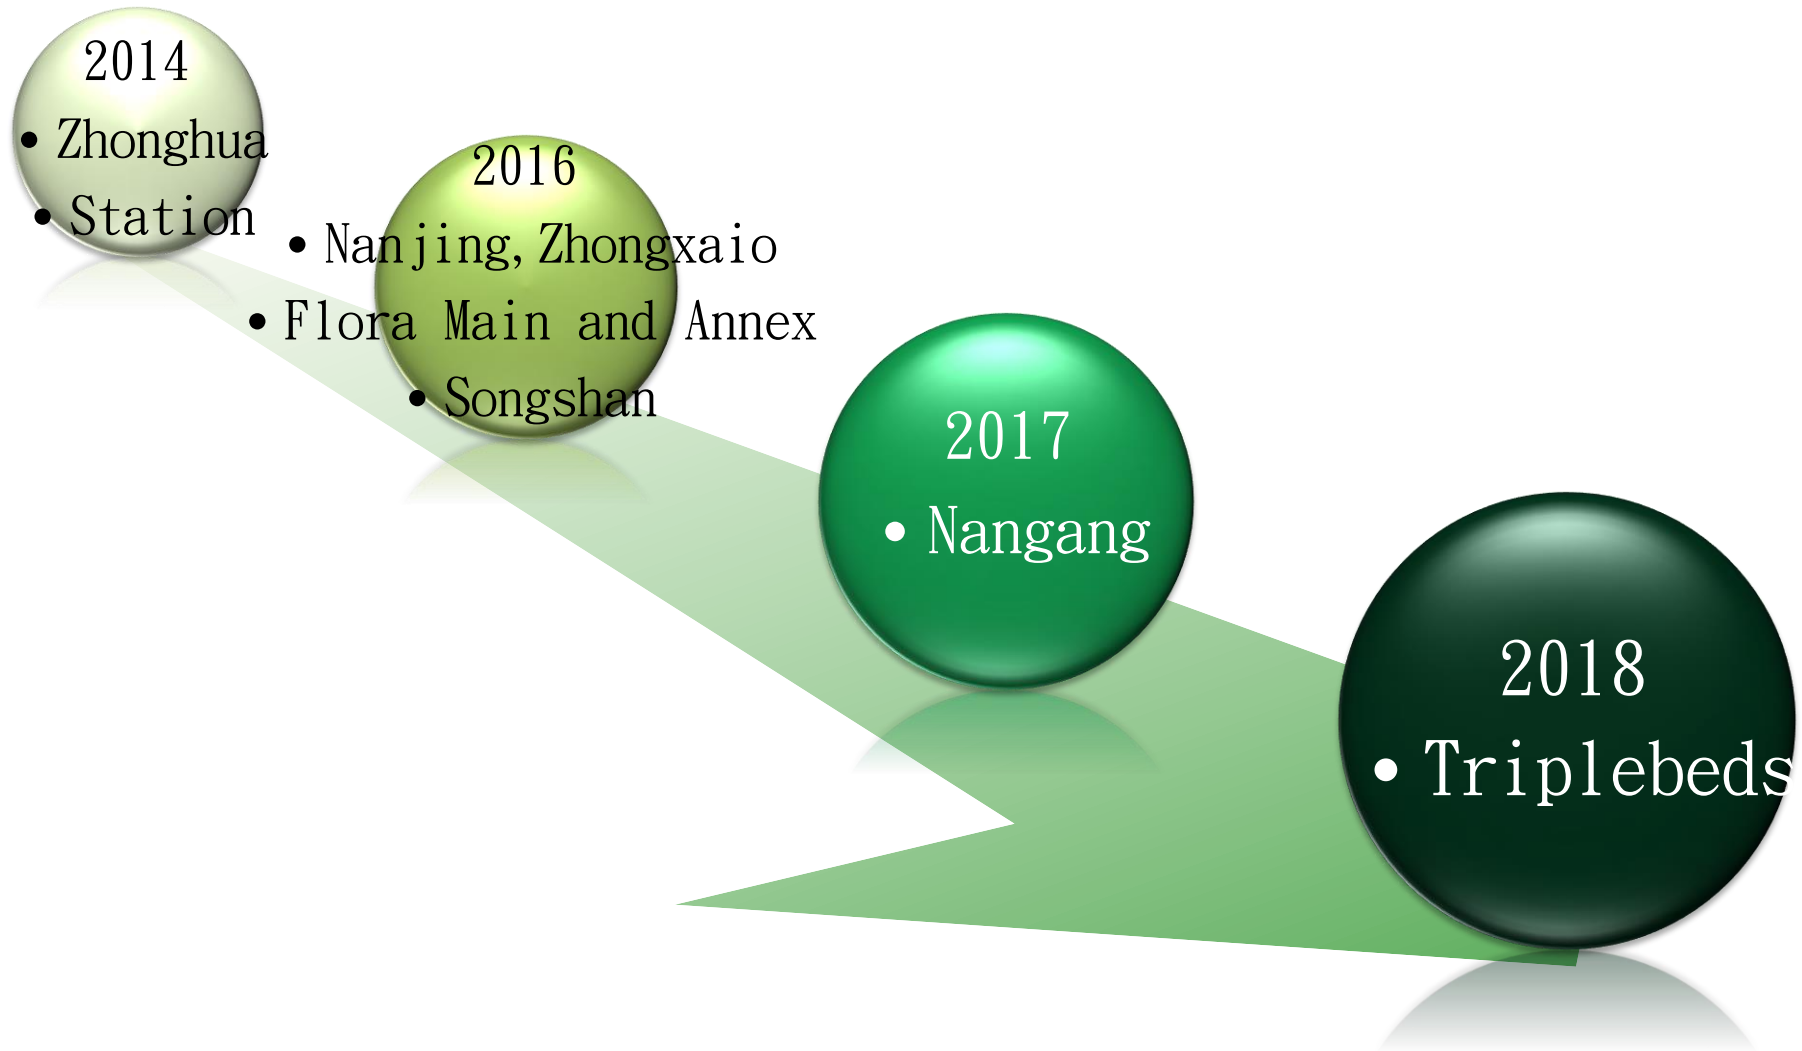 2014
• Zhonghua
• Station
2016
• Nanjing, Zhongxaio
• Flora Main and Annex
• Songshan
2017
• Nangang
2018
• Triplebeds